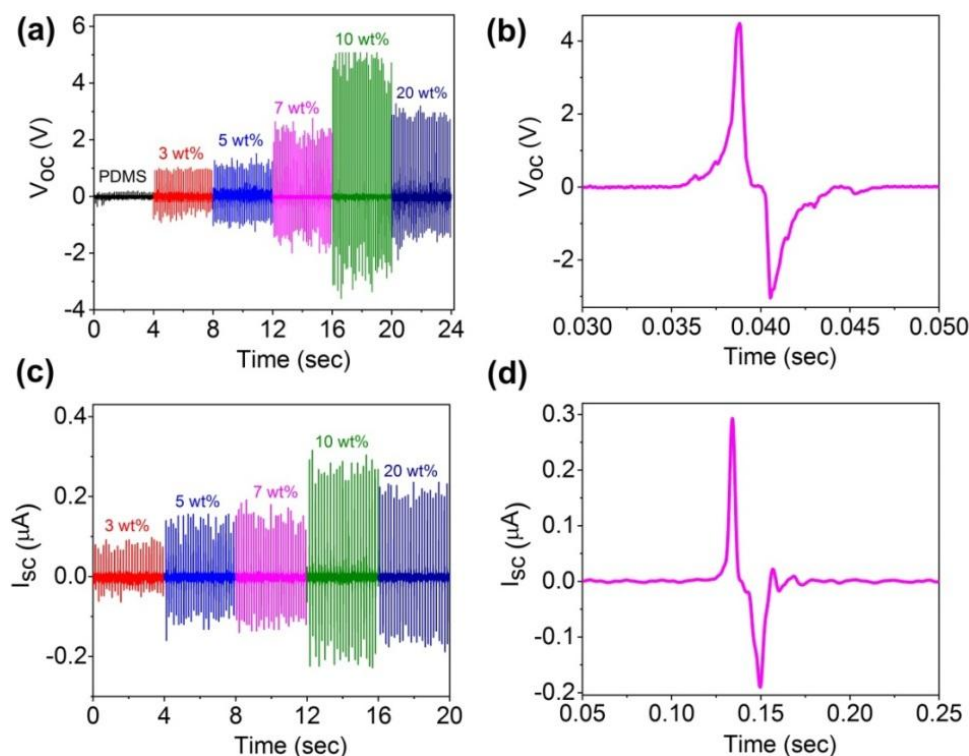 (a)
6
4
2
0
-2
-4
V_OC (V)
PDMS
3 wt%
5 wt%
7 wt%
10 wt%
20 wt%
0 4 8 12 16 20 24
Time (sec)
(b)
4
2
0
-2
V_OC (V)
0.030 0.035 0.040 0.045 0.050
Time (sec)
(c)
0.4
0.2
0.0
-0.2
I_SC (μA)
3 wt%
5 wt%
7 wt%
10 wt%
20 wt%
0 4 8 12 16 20
Time (sec)
(d)
0.3
0.2
0.1
0.0
-0.1
-0.2
I_SC (μA)
0.05 0.10 0.15 0.20 0.25
Time (sec)